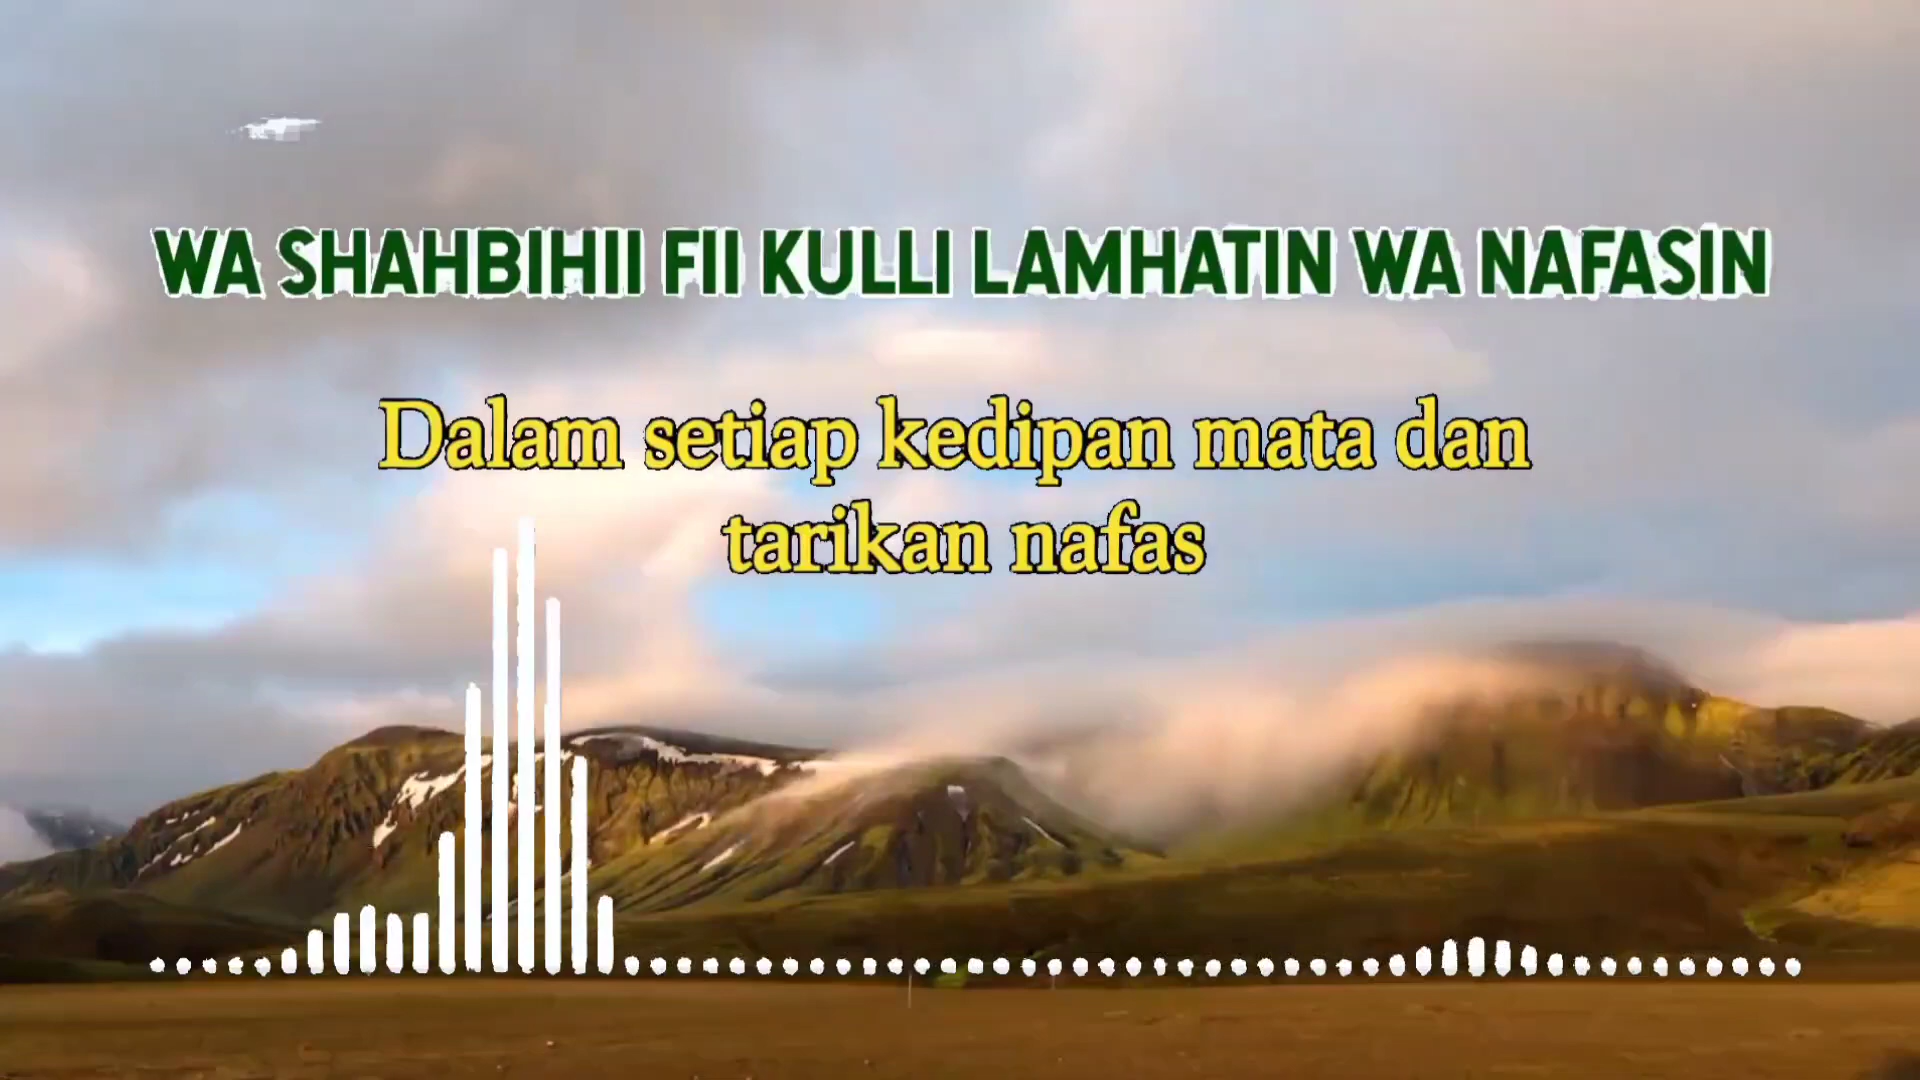 WA SHAHBIHII FII KULLI LAMHATIN WA NAFASIN
Dalam setiap kedipan mata dan
tarikan nafas